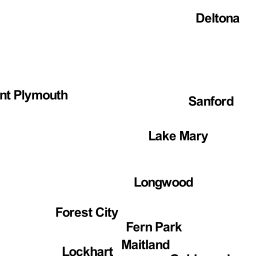 Deltona
nt Plymouth
Sanford
Lake Mary
Longwood
Forest City
Fern Park
Maitland
Lockhart